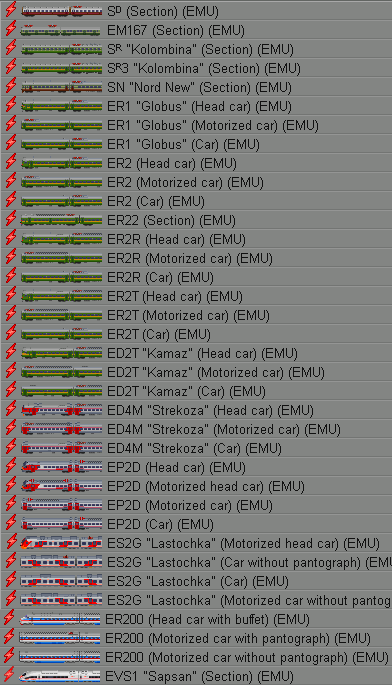 Sᴰ (Section) (EMU)
EM167 (Section) (EMU)
Sᴿ "Kolombina" (Section) (EMU)
Sᴿ3 "Kolombina" (Section) (EMU)
SN "Nord New" (Section) (EMU)
ER1 "Globus" (Head car) (EMU)
ER1 "Globus" (Motorized car) (EMU)
ER1 "Globus" (Car) (EMU)
ER2 (Head car) (EMU)
ER2 (Motorized car) (EMU)
ER2 (Car) (EMU)
ER22 (Section) (EMU)
ER2R (Head car) (EMU)
ER2R (Motorized car) (EMU)
ER2R (Car) (EMU)
ER2T (Head car) (EMU)
ER2T (Motorized car) (EMU)
ER2T (Car) (EMU)
ED2T "Kamaz" (Head car) (EMU)
ED2T "Kamaz" (Motorized car) (EMU)
ED2T "Kamaz" (Car) (EMU)
ED4M "Strekoza" (Head car) (EMU)
ED4M "Strekoza" (Motorized car) (EMU)
ED4M "Strekoza" (Car) (EMU)
EP2D (Head car) (EMU)
EP2D (Motorized head car) (EMU)
EP2D (Motorized car) (EMU)
EP2D (Car) (EMU)
ES2G "Lastochka" (Motorized head car) (EMU)
ES2G "Lastochka" (Car without pantograph) (EMU
ES2G "Lastochka" (Car) (EMU)
ES2G "Lastochka" (Motorized car without pantog
ER200 (Head car with buffet) (EMU)
ER200 (Motorized car with pantograph) (EMU)
ER200 (Motorized car without pantograph) (EMU)
EVS1 "Sapsan" (Section) (EMU)